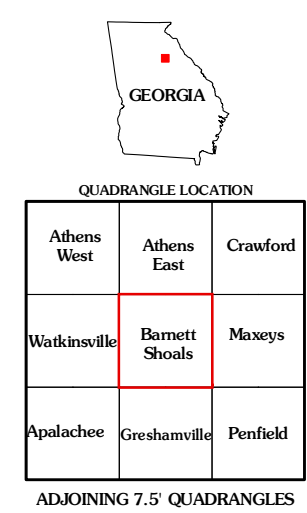 GEORGIA
QUADRANGLE LOCATION
Athens
West
Athens
East
Crawford
Watkinsville
Barnett
Shoals
Maxeys
Apalachee
Greshamville
Penfield
ADJOINING 7.5' QUADRANGLES